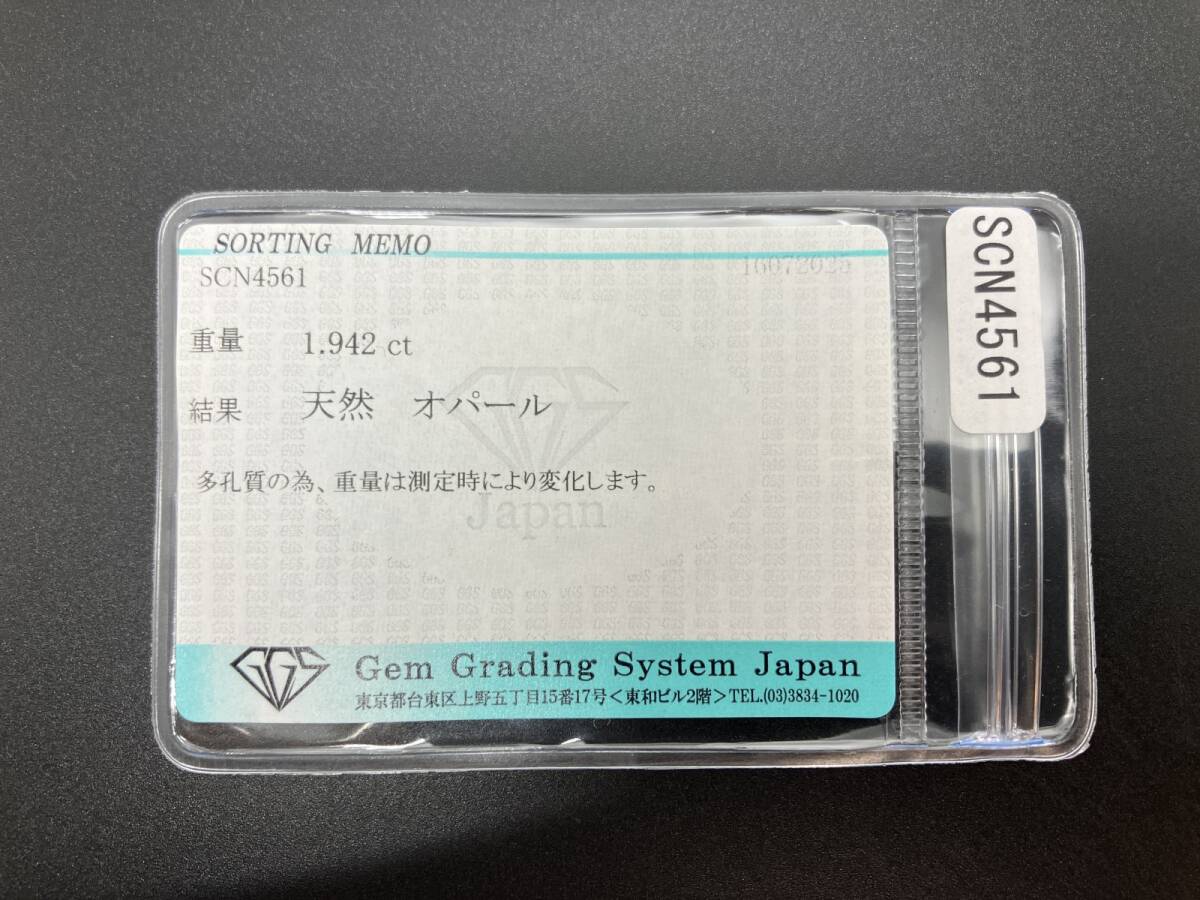 SORTING MEMO
SCN4561
16072025
重量 1.942 ct
結果 天然 オパール
多孔質の為、重量は測定時により変化します。
GGS
Japan
GGS Gem Grading System Japan
東京都台東区上野五丁目15番17号<東和ビル2階>TEL.(03)3834-1020
SCN4561